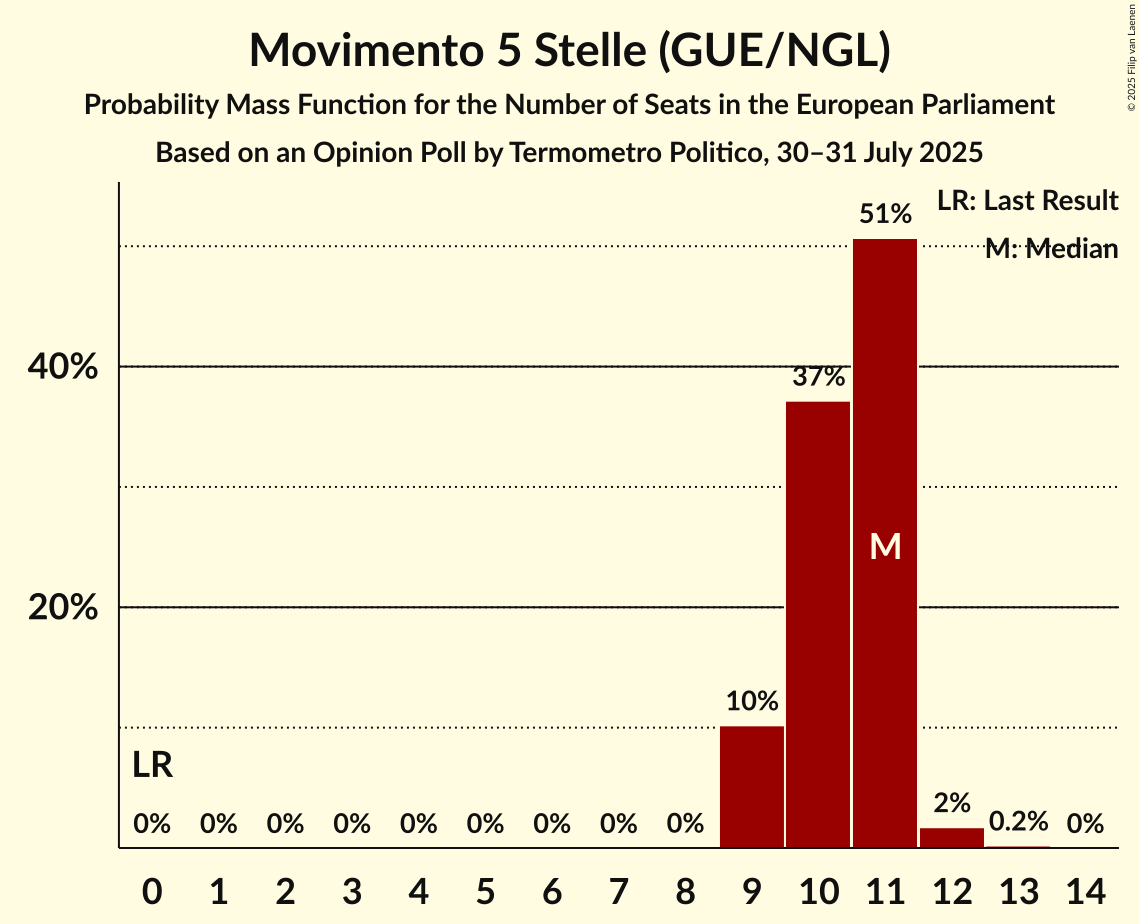 Movimento 5 Stelle (GUE/NGL)
Probability Mass Function for the Number of Seats in the European Parliament
Based on an Opinion Poll by Termometro Politico, 30–31 July 2025
© 2025 Filip van Laenen
LR: Last Result
M: Median
51%
40%
37%
M
20%
10%
LR
0% 0% 0% 0% 0% 0% 0% 0% 0% 2% 0.2% 0%
0 1 2 3 4 5 6 7 8 9 10 11 12 13 14